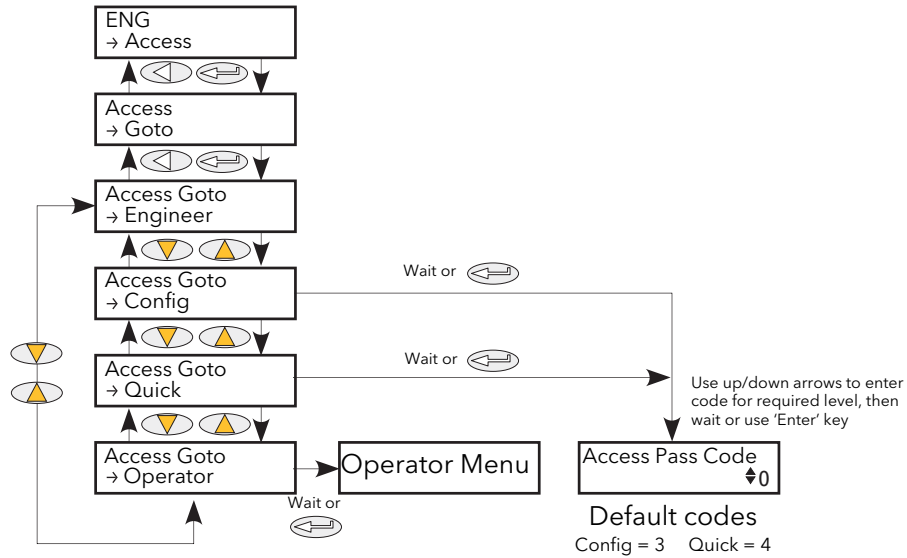 ENG
→ Access
Access
→ Goto
Access Goto
→ Engineer
Access Goto
→ Config
Wait or
Access Goto
→ Quick
Wait or
Use up/down arrows to enter
code for required level, then
wait or use ‘Enter’ key
Access Goto
→ Operator
Operator Menu
Wait or
Access Pass Code
0
Default codes
Config = 3 Quick = 4